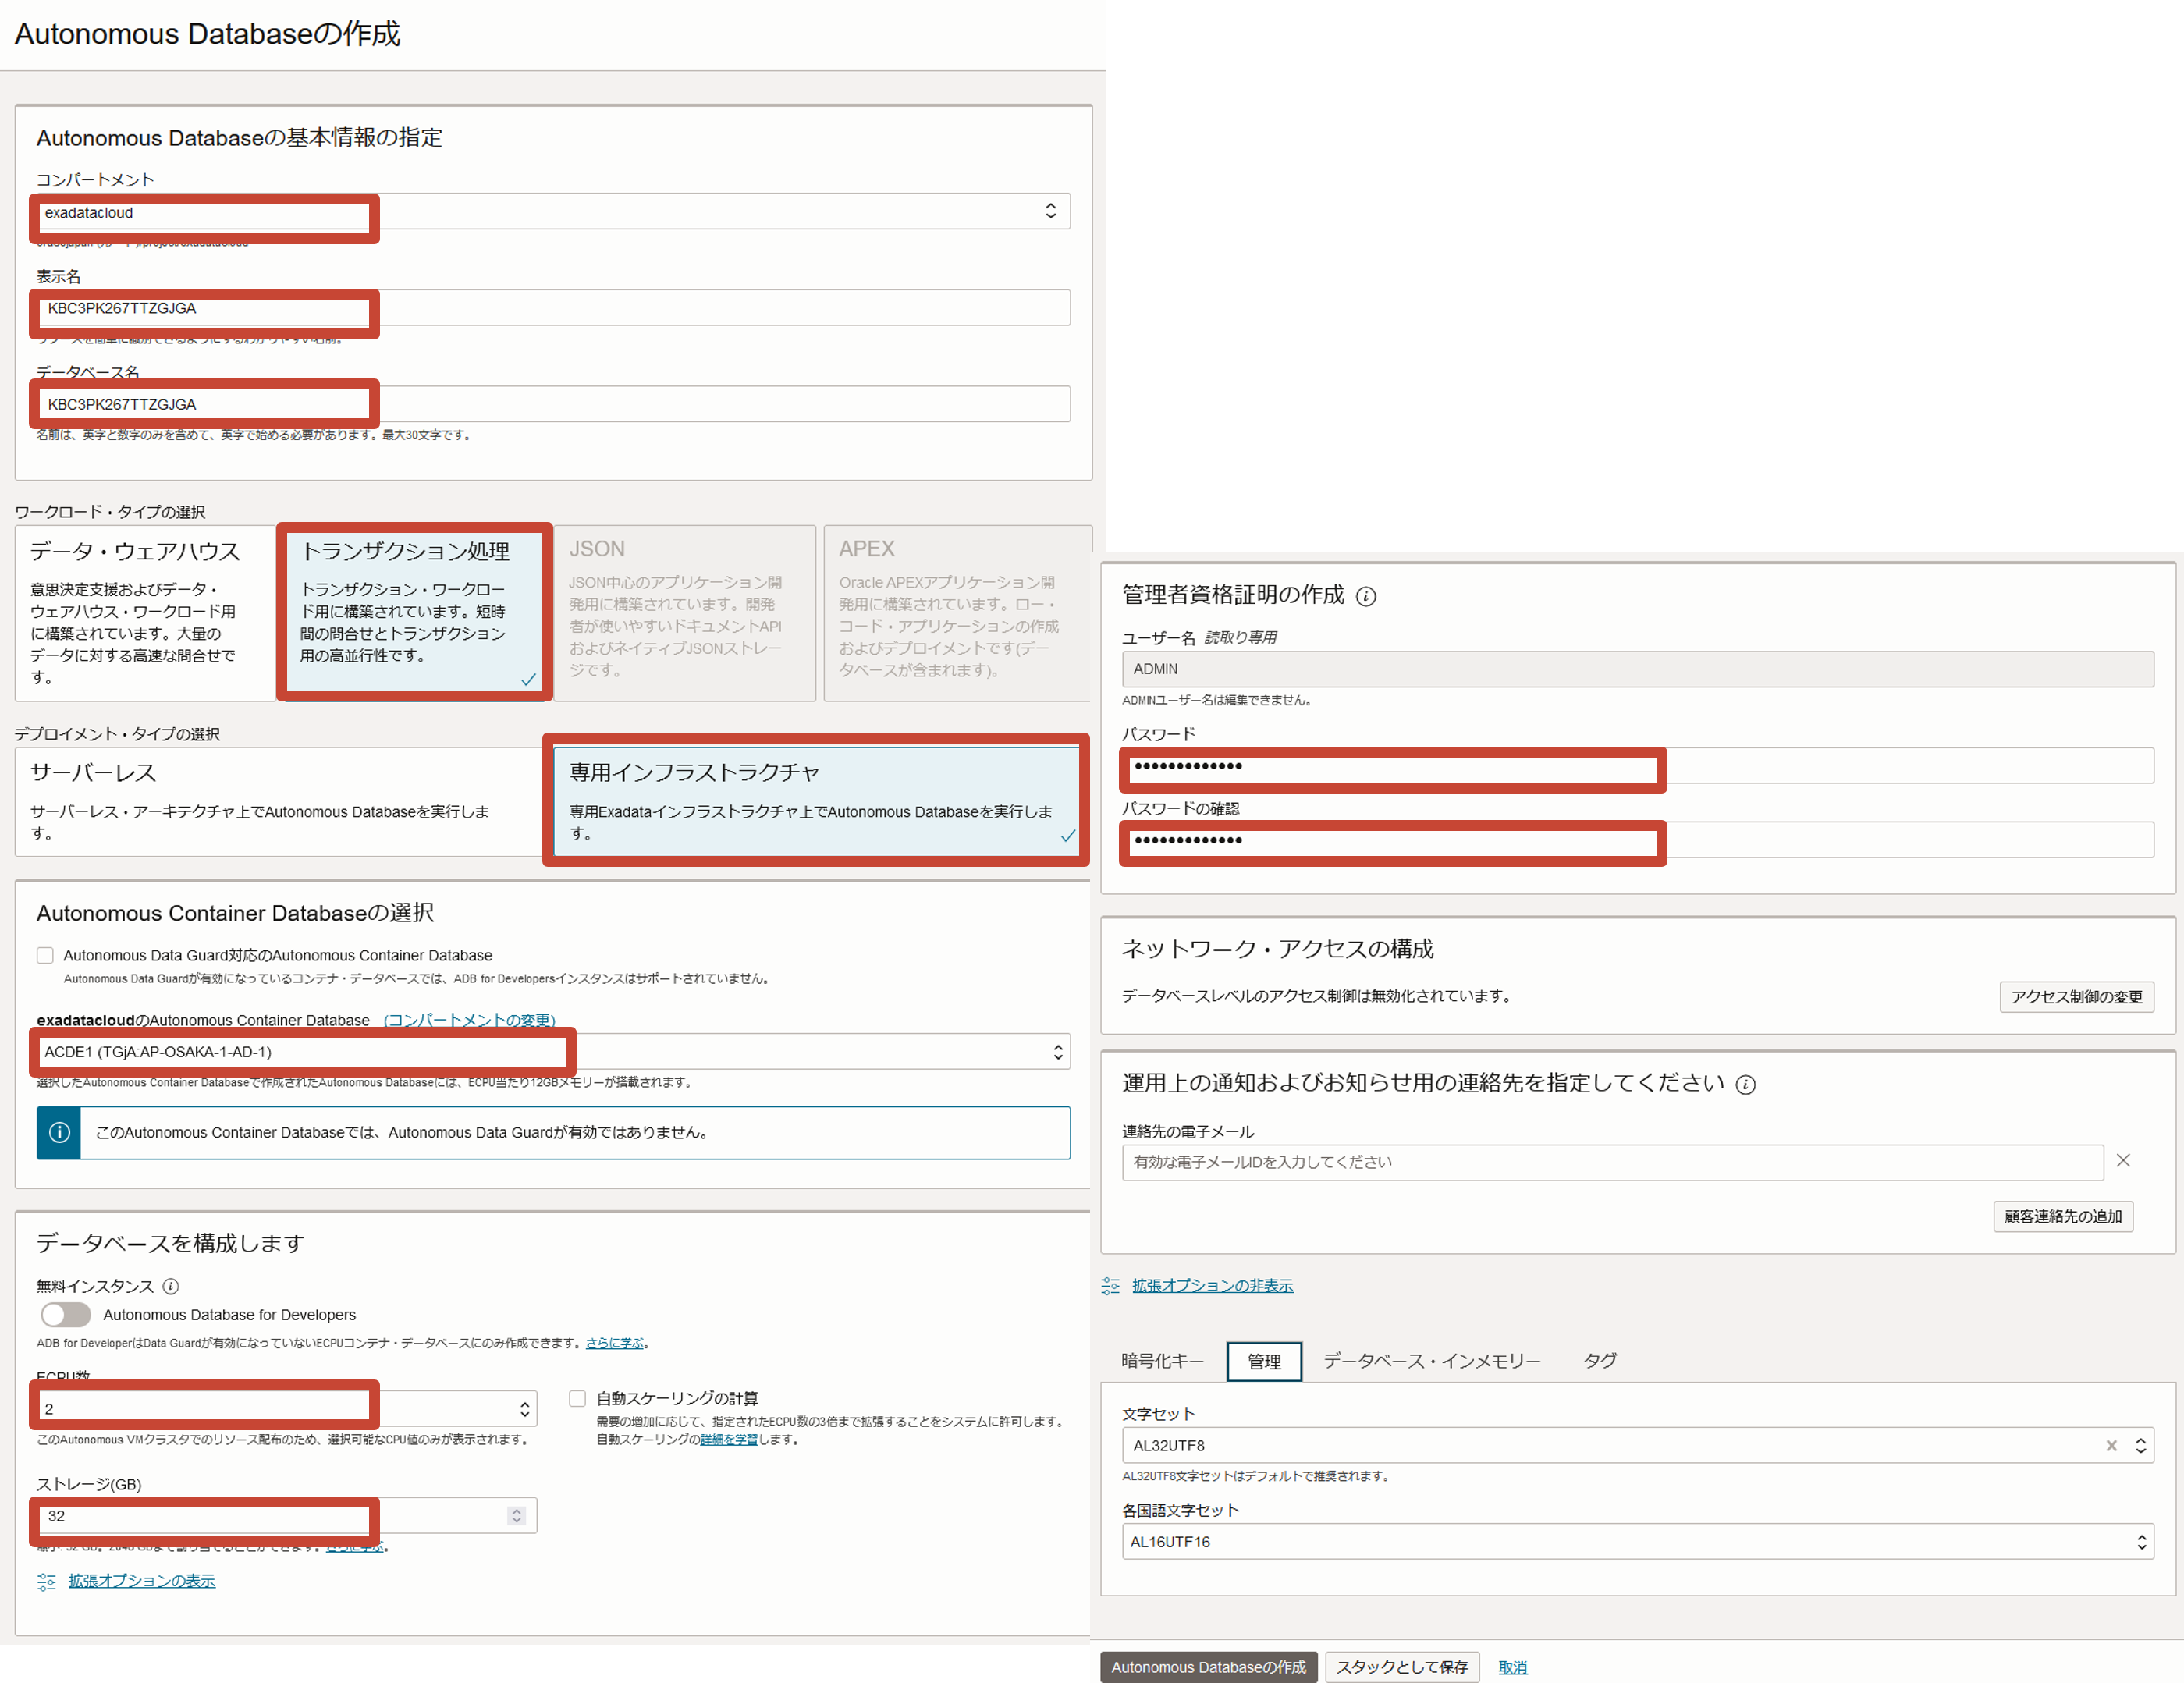 Autonomous Databaseの作成
Autonomous Databaseの基本情報の指定
コンパートメント
exadatacloud
表示名
KBC3PK267TTZGJGA
データベース名
KBC3PK267TTZGJGA
名前は、英字と数字のみを含めて、英字で始める必要があります。最大30文字です。
ワークロード・タイプの選択
データ・ウェアハウス
意思決定支援およびデータ・
ウェアハウス・ワークロード用
に構築されています。大量の
データに対する高速な問合せで
す。
トランザクション処理
トランザクション・ワークロー
ド用に構築されています。短時
間の問合せとトランザクション
用の高並行性です。
JSON
JSON中心のアプリケーション開
発用に構築されています。開発
者が使いやすいドキュメントAPI
およびネイティブJSONストレー
ジです。
APEX
Oracle APEXアプリケーション開
発用に構築されています。ロー・
コード・アプリケーションの作成
およびデプロイメントです(デー
タベースが含まれます)。
デプロイメント・タイプの選択
サーバーレス
サーバーレス・アーキテクチャ上でAutonomous Databaseを実行しま
す。
専用インフラストラクチャ
専用Exadataインフラストラクチャ上でAutonomous Databaseを実行しま
す。
Autonomous Container Databaseの選択
Autonomous Data Guard対応のAutonomous Container Database
Autonomous Data Guardが有効になっているコンテナ・データベースでは、ADB for Developersインスタンスはサポートされていません。
exadatacloudのAutonomous Container Database (コンパートメントの変更)
ACDE1 (TGjA:AP-OSAKA-1-AD-1)
選択したAutonomous Container Databaseで作成されたAutonomous Databaseには、ECPU当たり12GBメモリーが搭載されます。
このAutonomous Container Databaseでは、Autonomous Data Guardが有効ではありません。
データベースを構成します
無料インスタンス
Autonomous Database for Developers
ADB for DeveloperはData Guardが有効になっていないECPUコンテナ・データベースにのみ作成できます。さらに学ぶ。
ECPU数
2
このAutonomous VMクラスタでのリソース配布のため、選択可能なCPU値のみが表示されます。
自動スケーリングの計算
需要の増加に応じて、指定されたECPU数の3倍まで拡張することをシステムに許可します。
自動スケーリングの詳細を学習します。
ストレージ(GB)
32
さらに学ぶ。
拡張オプションの表示
管理者資格証明の作成
ユーザー名 読取り専用
ADMIN
ADMINユーザー名は編集できません。
パスワード
•••••••••••••
パスワードの確認
•••••••••••••
ネットワーク・アクセスの構成
データベースレベルのアクセス制御は無効化されています。
アクセス制御の変更
運用上の通知およびお知らせ用の連絡先を指定してください
連絡先の電子メール
有効な電子メールIDを入力してください
顧客連絡先の追加
拡張オプションの非表示
暗号化キー 管理 データベース・インメモリー タグ
文字セット
AL32UTF8
AL32UTF8文字セットはデフォルトで推奨されます。
各国語文字セット
AL16UTF16
Autonomous Databaseの作成 スタックとして保存 取消